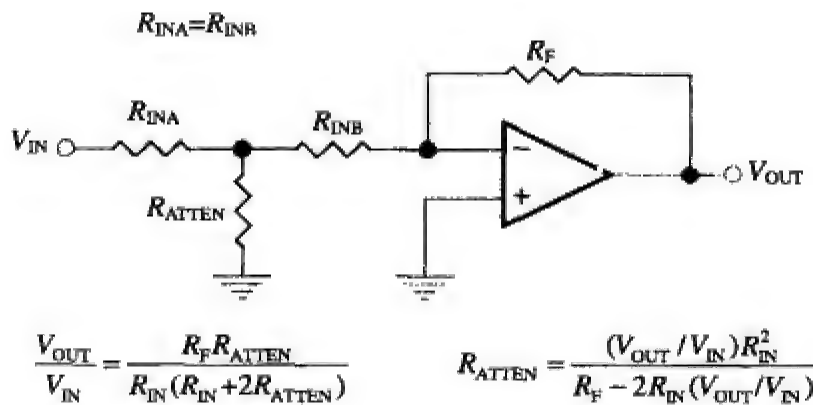 R_INA=R_INB
R_F
R_INA
R_INB
V_IN
−
V_OUT
R_ATTEN
+
V_OUT / V_IN = R_F R_ATTEN / R_IN(R_IN+2R_ATTEN)
R_ATTEN = (V_OUT / V_IN)R_IN^2 / R_F − 2R_IN(V_OUT/V_IN)